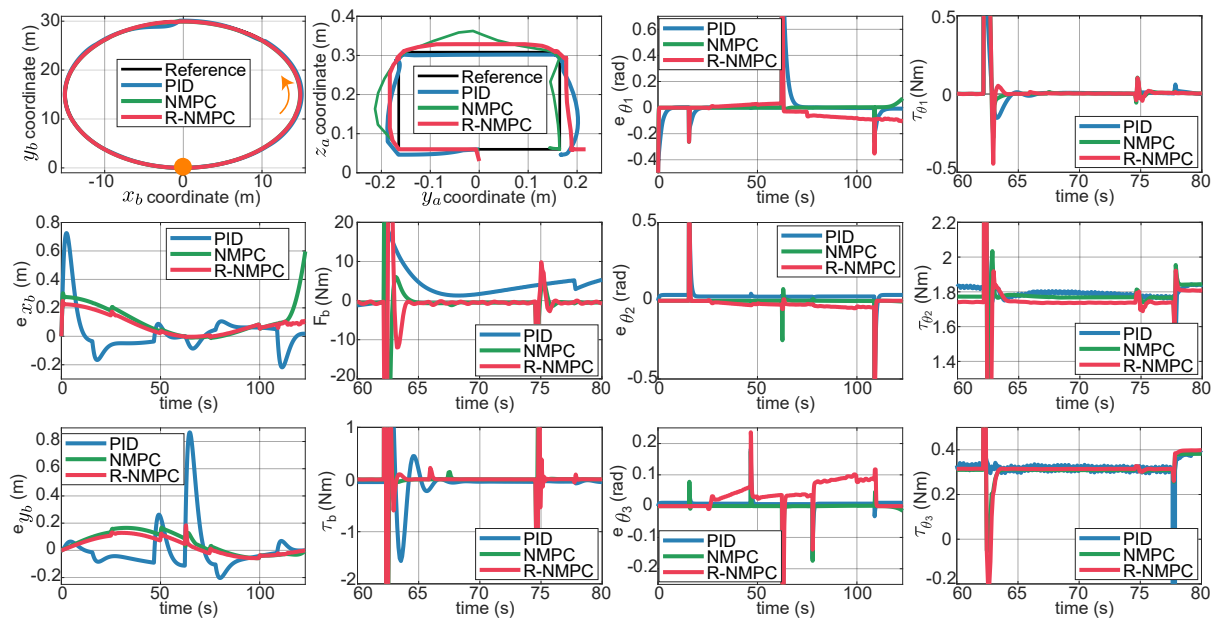 y_b coordinate (m)
30
20
10
0
Reference
PID
NMPC
R-NMPC
-10
0
10
x_b coordinate (m)
z_a coordinate (m)
0.4
0.3
0.2
0.1
0
Reference
PID
NMPC
R-NMPC
-0.2
-0.1
0
0.1
0.2
y_a coordinate (m)
e θ_1 (rad)
0.6
0.4
0.2
0
-0.2
-0.4
PID
NMPC
R-NMPC
0
50
100
time (s)
τ_θ1 (Nm)
0.5
0
-0.5
PID
NMPC
R-NMPC
60
65
70
75
80
time (s)
e x_b (m)
0.8
0.6
0.4
0.2
0
-0.2
PID
NMPC
R-NMPC
0
50
100
time (s)
F_b (Nm)
20
10
0
-10
-20
PID
NMPC
R-NMPC
60
65
70
75
80
time (s)
e θ_2 (rad)
0.5
0
0.5
PID
NMPC
R-NMPC
0
50
100
time (s)
τ_θ2 (Nm)
2.2
2
1.8
1.6
1.4
PID
NMPC
R-NMPC
60
65
70
75
80
time (s)
e y_b (m)
0.8
0.6
0.4
0.2
0
-0.2
PID
NMPC
R-NMPC
0
50
100
time (s)
τ_b (Nm)
1
0
-1
-2
PID
NMPC
R-NMPC
60
65
70
75
80
time (s)
e θ_3 (rad)
0.2
0.1
0
-0.1
-0.2
PID
NMPC
R-NMPC
0
50
100
time (s)
τ_θ3 (Nm)
0.4
0.2
0
-0.2
PID
NMPC
R-NMPC
60
65
70
75
80
time (s)